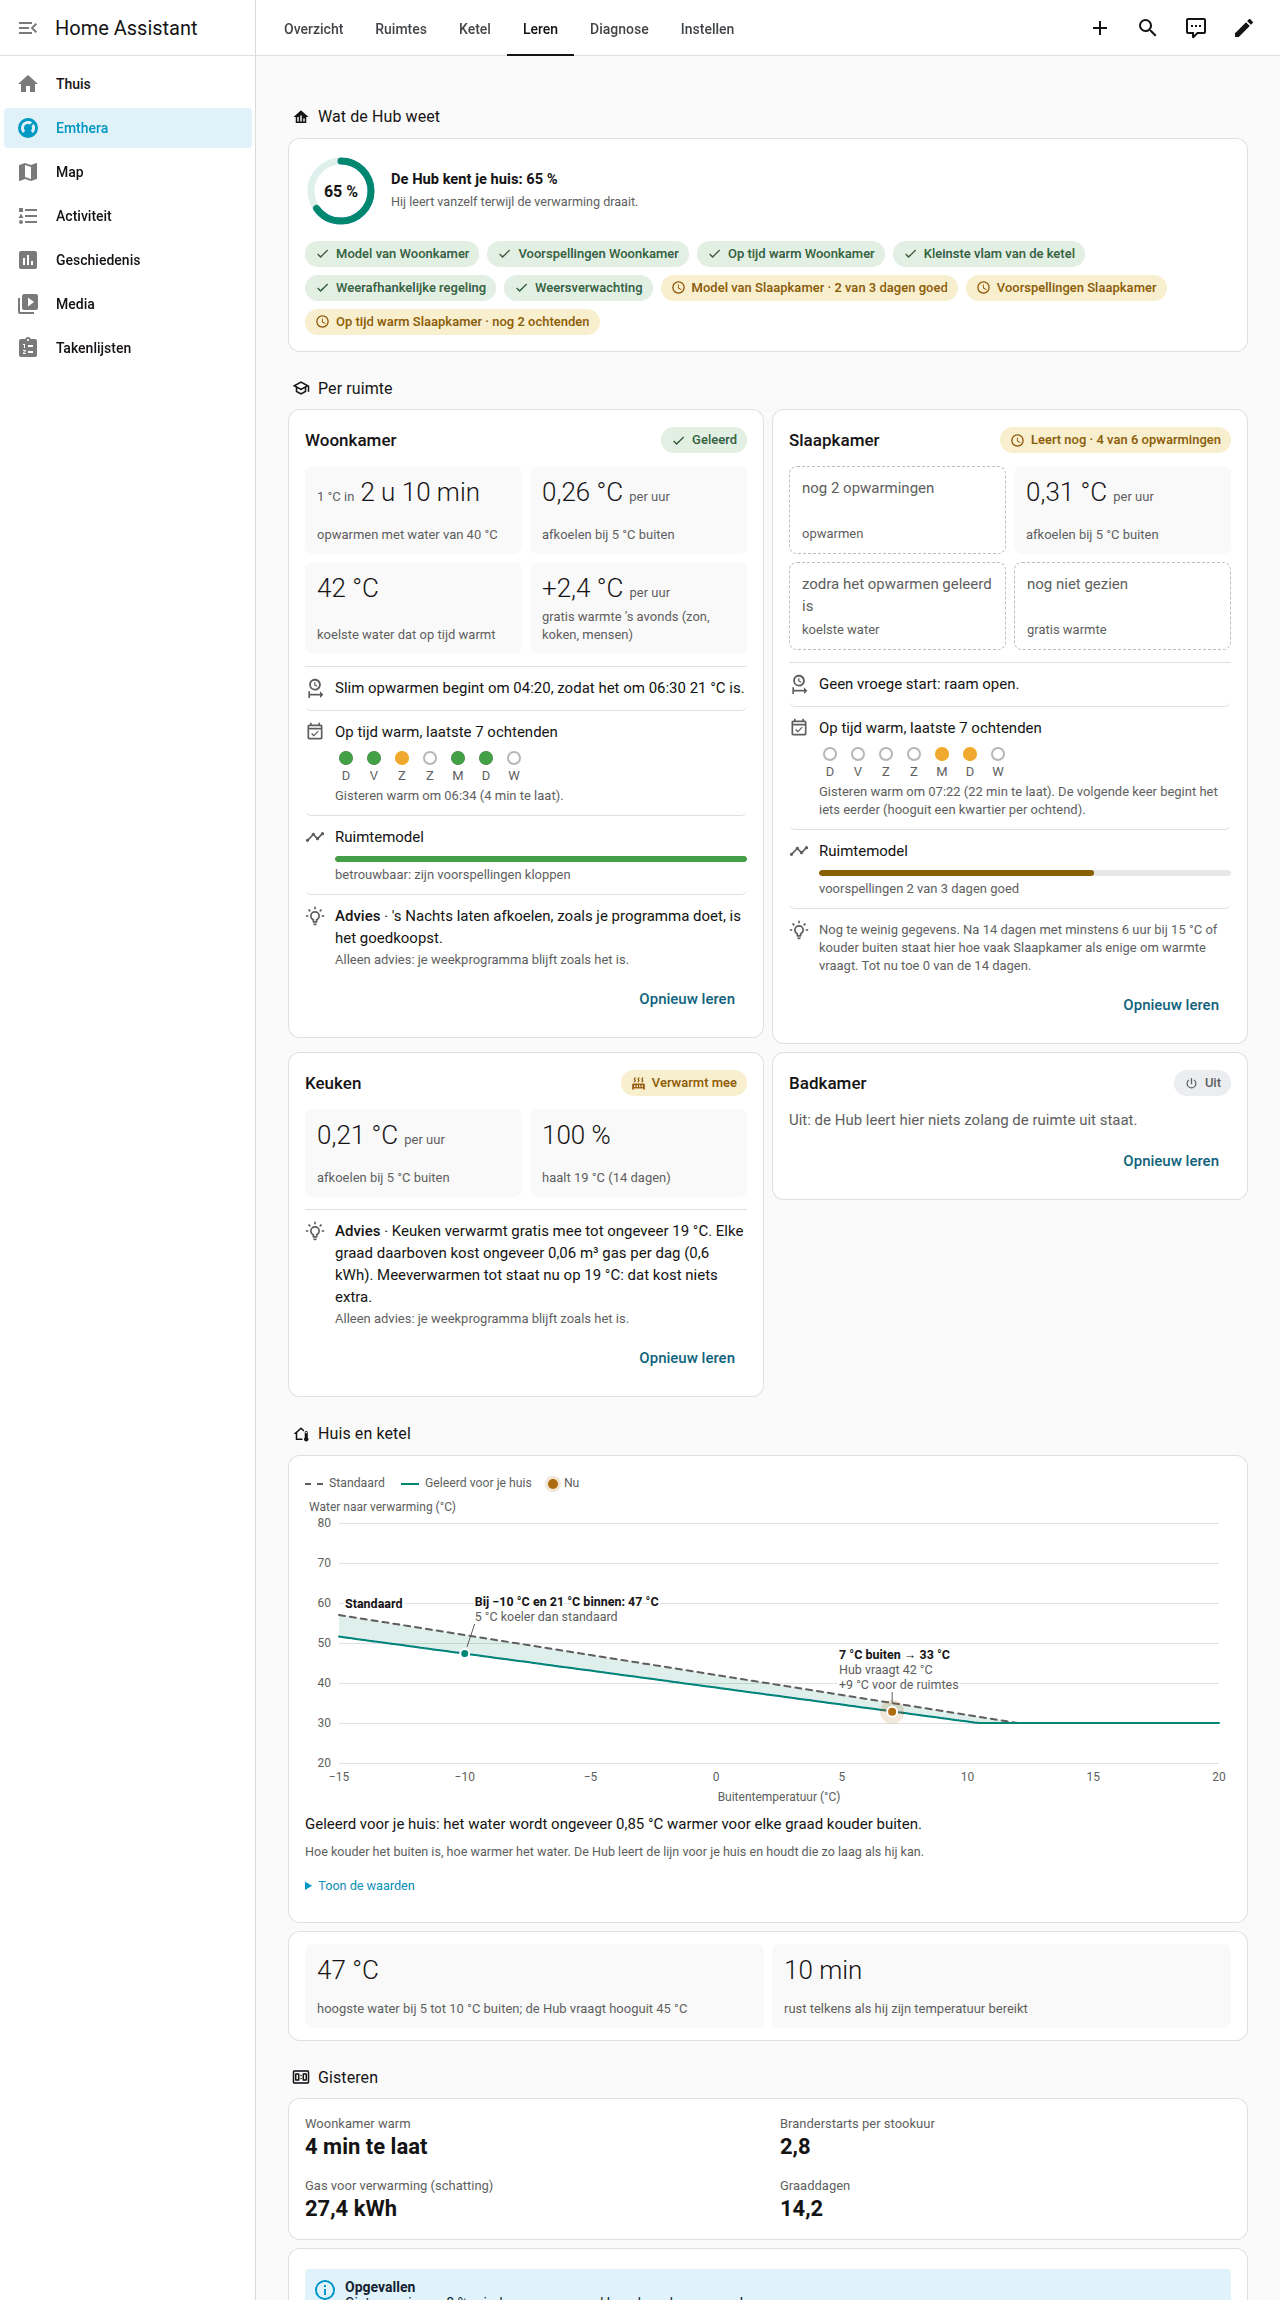 Home Assistant
Overzicht
Ruimtes
Ketel
Leren
Diagnose
Instellen
Thuis
Emthera
Map
Activiteit
Geschiedenis
Media
Takenlijsten
Wat de Hub weet
65 %
De Hub kent je huis: 65 %
Hij leert vanzelf terwijl de verwarming draait.
Model van Woonkamer
Voorspellingen Woonkamer
Op tijd warm Woonkamer
Kleinste vlam van de ketel
Weerafhankelijke regeling
Weersverwachting
Model van Slaapkamer · 2 van 3 dagen goed
Voorspellingen Slaapkamer
Op tijd warm Slaapkamer · nog 2 ochtenden
Per ruimte
Woonkamer
Geleerd
1 °C in 2 u 10 min
opwarmen met water van 40 °C
0,26 °C per uur
afkoelen bij 5 °C buiten
42 °C
koelste water dat op tijd warmt
+2,4 °C per uur
gratis warmte 's avonds (zon,
koken, mensen)
Slim opwarmen begint om 04:20, zodat het om 06:30 21 °C is.
Op tijd warm, laatste 7 ochtenden
D V Z Z M D W
Gisteren warm om 06:34 (4 min te laat).
Ruimtemodel
betrouwbaar: zijn voorspellingen kloppen
Advies · 's Nachts laten afkoelen, zoals je programma doet, is
het goedkoopst.
Alleen advies: je weekprogramma blijft zoals het is.
Opnieuw leren
Slaapkamer
Leert nog · 4 van 6 opwarmingen
nog 2 opwarmingen
opwarmen
0,31 °C per uur
afkoelen bij 5 °C buiten
zodra het opwarmen geleerd
is
koelste water
nog niet gezien
gratis warmte
Geen vroege start: raam open.
Op tijd warm, laatste 7 ochtenden
D V Z Z M D W
Gisteren warm om 07:22 (22 min te laat). De volgende keer begint het
iets eerder (hooguit een kwartier per ochtend).
Ruimtemodel
voorspellingen 2 van 3 dagen goed
Nog te weinig gegevens. Na 14 dagen met minstens 6 uur bij 15 °C of
kouder buiten staat hier hoe vaak Slaapkamer als enige om warmte
vraagt. Tot nu toe 0 van de 14 dagen.
Opnieuw leren
Keuken
Verwarmt mee
0,21 °C per uur
afkoelen bij 5 °C buiten
100 %
haalt 19 °C (14 dagen)
Advies · Keuken verwarmt gratis mee tot ongeveer 19 °C. Elke
graad daarboven kost ongeveer 0,06 m³ gas per dag (0,6
kWh). Meeverwarmen tot staat nu op 19 °C: dat kost niets
extra.
Alleen advies: je weekprogramma blijft zoals het is.
Opnieuw leren
Badkamer
Uit
Uit: de Hub leert hier niets zolang de ruimte uit staat.
Opnieuw leren
Huis en ketel
Standaard
Geleerd voor je huis
Nu
Water naar verwarming (°C)
80
70
60
50
40
30
20
Standaard
Bij −10 °C en 21 °C binnen: 47 °C
5 °C koeler dan standaard
7 °C buiten → 33 °C
Hub vraagt 42 °C
+9 °C voor de ruimtes
−15 −10 −5 0 5 10 15 20
Buitentemperatuur (°C)
Geleerd voor je huis: het water wordt ongeveer 0,85 °C warmer voor elke graad kouder buiten.
Hoe kouder het buiten is, hoe warmer het water. De Hub leert de lijn voor je huis en houdt die zo laag als hij kan.
Toon de waarden
47 °C
hoogste water bij 5 tot 10 °C buiten; de Hub vraagt hooguit 45 °C
10 min
rust telkens als hij zijn temperatuur bereikt
Gisteren
Woonkamer warm
4 min te laat
Branderstarts per stookuur
2,8
Gas voor verwarming (schatting)
27,4 kWh
Graaddagen
14,2
Opgevallen